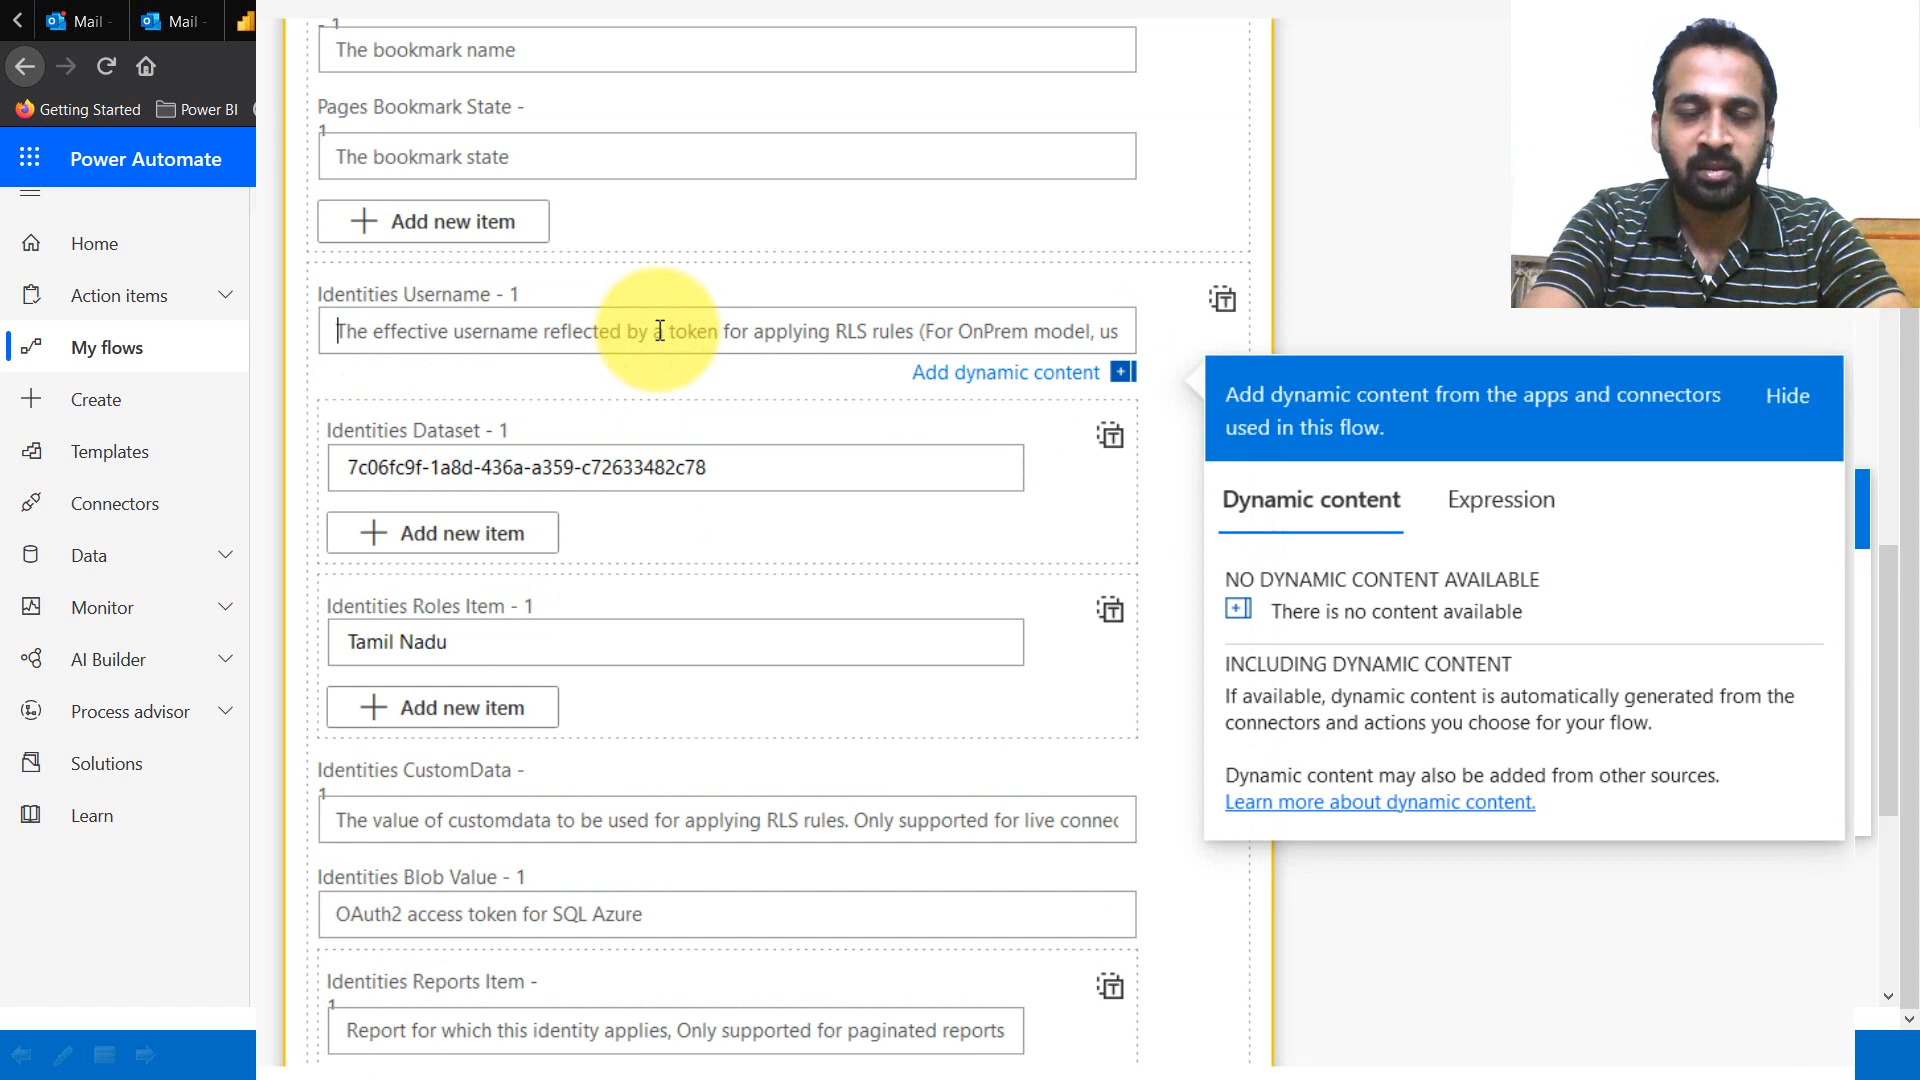 Mail -
Mail -
Getting Started
Power BI
Power Automate
Home
Action items
My flows
Create
Templates
Connectors
Data
Monitor
AI Builder
Process advisor
Solutions
Learn
- 1
The bookmark name
Pages Bookmark State -
1
The bookmark state
Add new item
Identities Username - 1
The effective username reflected by a token for applying RLS rules (For OnPrem model, us
Add dynamic content
Identities Dataset - 1
7c06fc9f-1a8d-436a-a359-c72633482c78
Add new item
Identities Roles Item - 1
Tamil Nadu
Add new item
Identities CustomData -
1
The value of customdata to be used for applying RLS rules. Only supported for live connec
Identities Blob Value - 1
OAuth2 access token for SQL Azure
Identities Reports Item -
1
Report for which this identity applies, Only supported for paginated reports
Add dynamic content from the apps and connectors
used in this flow.
Hide
Dynamic content
Expression
NO DYNAMIC CONTENT AVAILABLE
There is no content available
INCLUDING DYNAMIC CONTENT
If available, dynamic content is automatically generated from the
connectors and actions you choose for your flow.
Dynamic content may also be added from other sources.
Learn more about dynamic content.